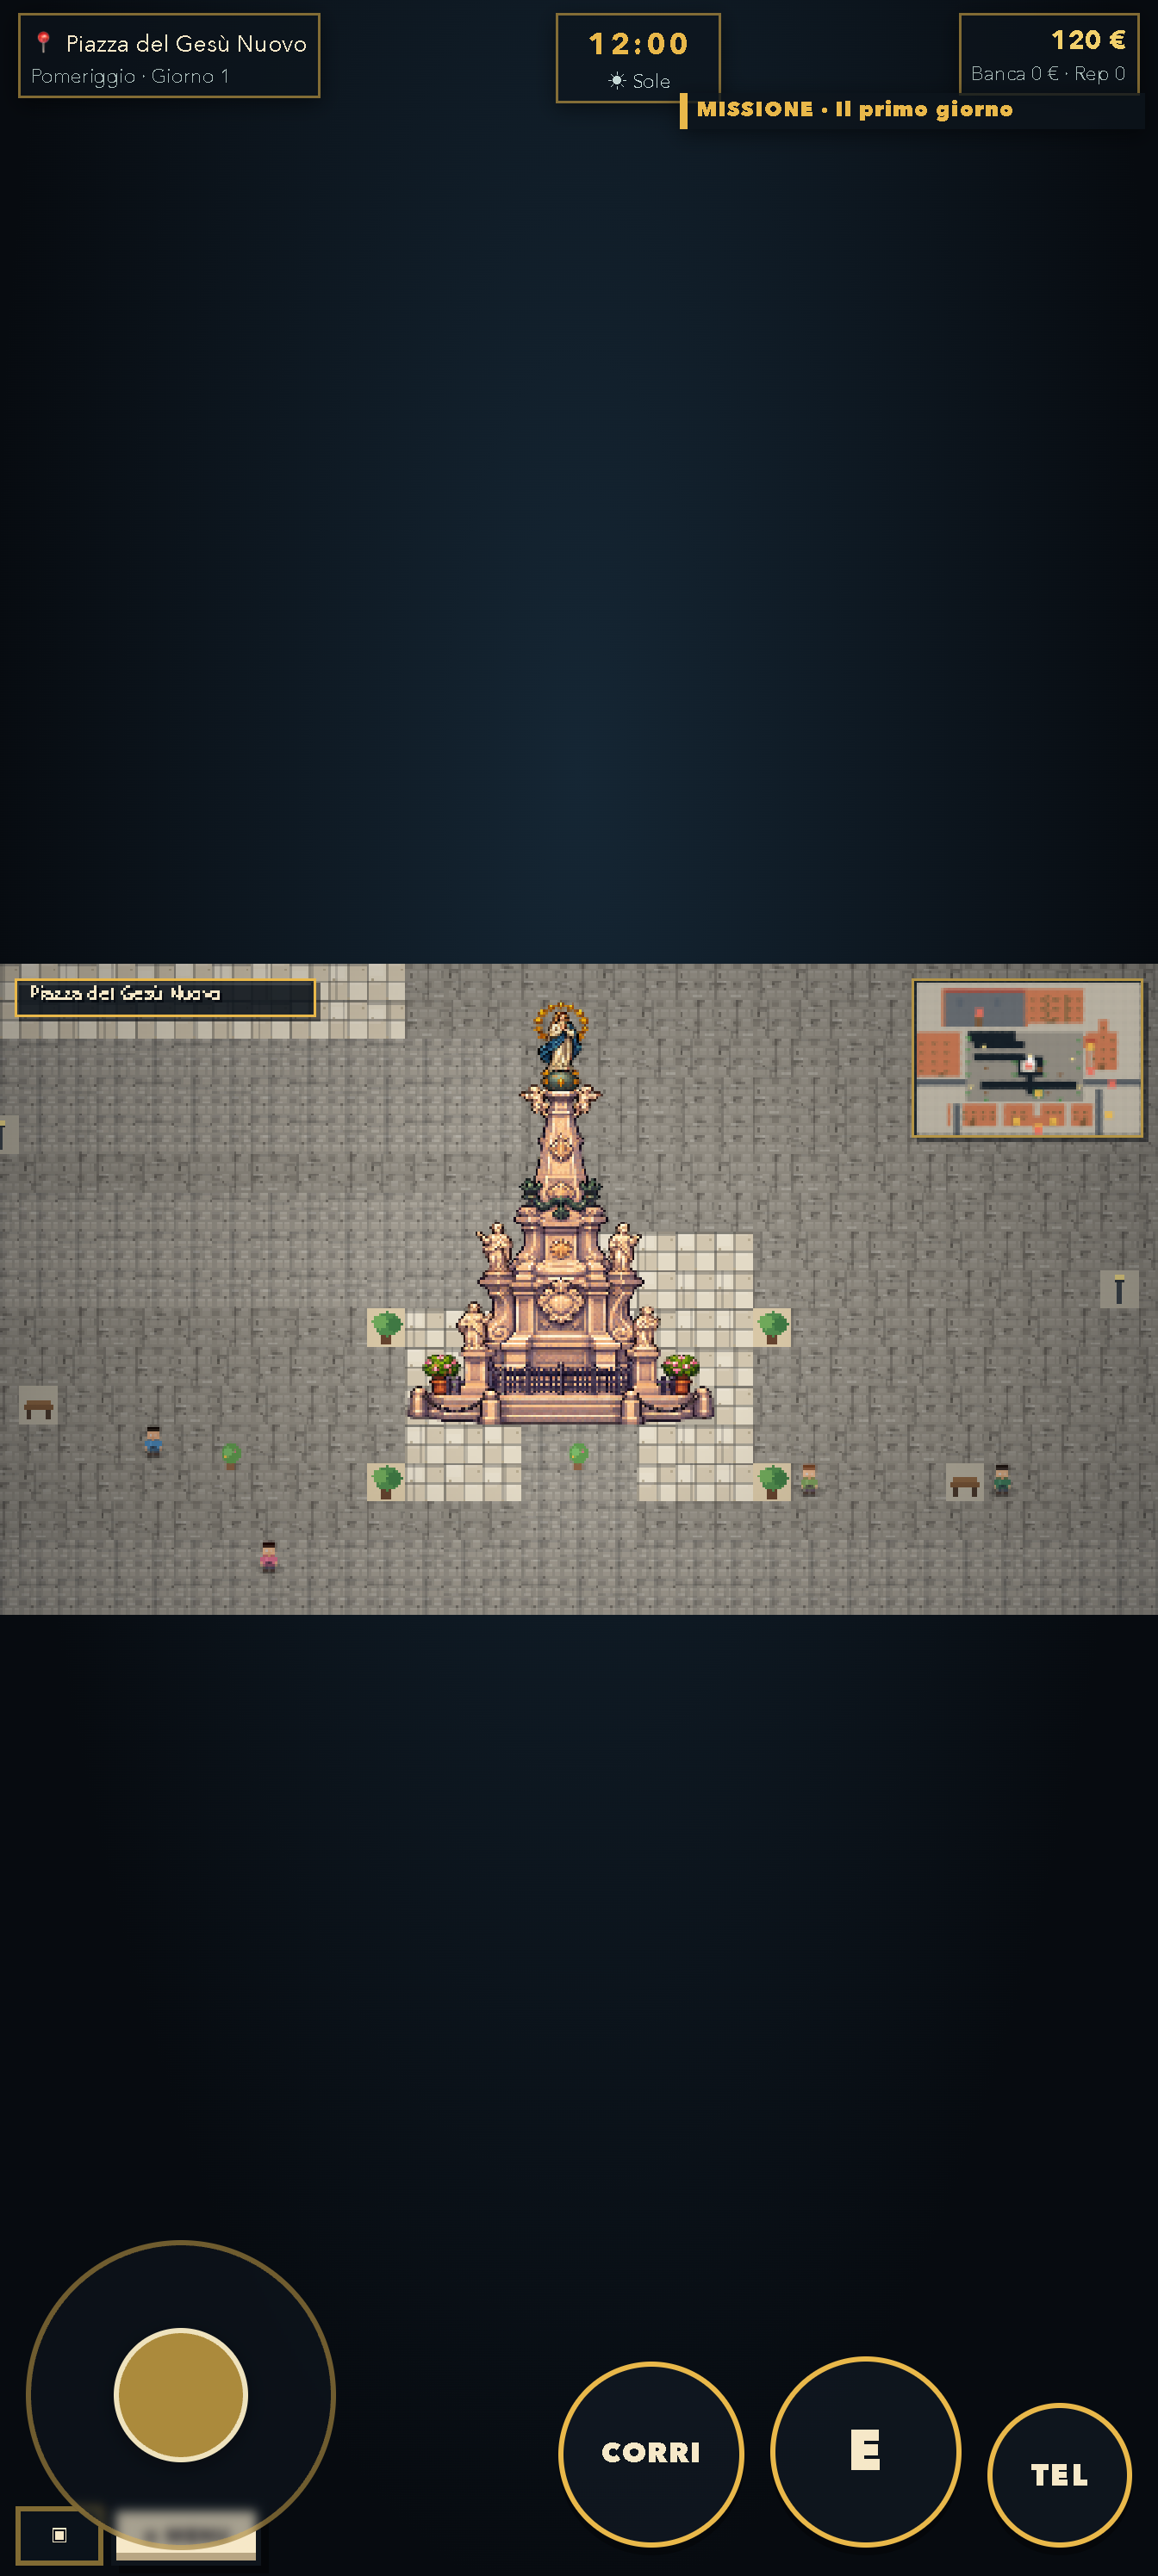 📍 Piazza del Gesù Nuovo
Pomeriggio · Giorno 1
12:00
☀ Sole
120 €
Banca 0 € · Rep 0
MISSIONE · Il primo giorno
Piazza del Gesù Nuovo
CORRI
E
TEL